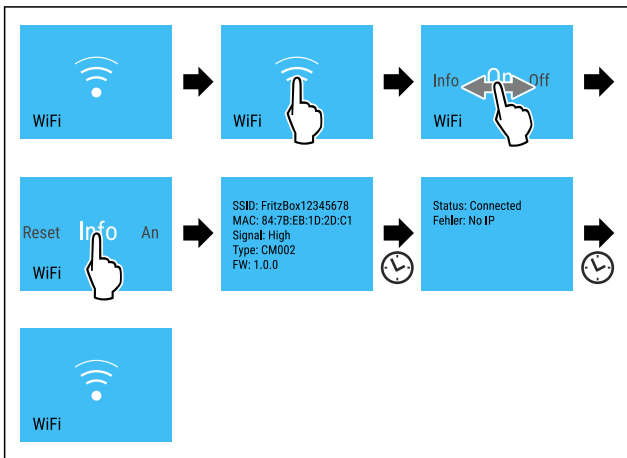 WiFi
WiFi
Info On Off
WiFi
Reset Info An
WiFi
SSID: FritzBox12345678
MAC: 84:7B:EB:1D:2D:C1
Signal: High
Type: CM002
FW: 1.0.0
Status: Connected
Fehler: No IP
WiFi